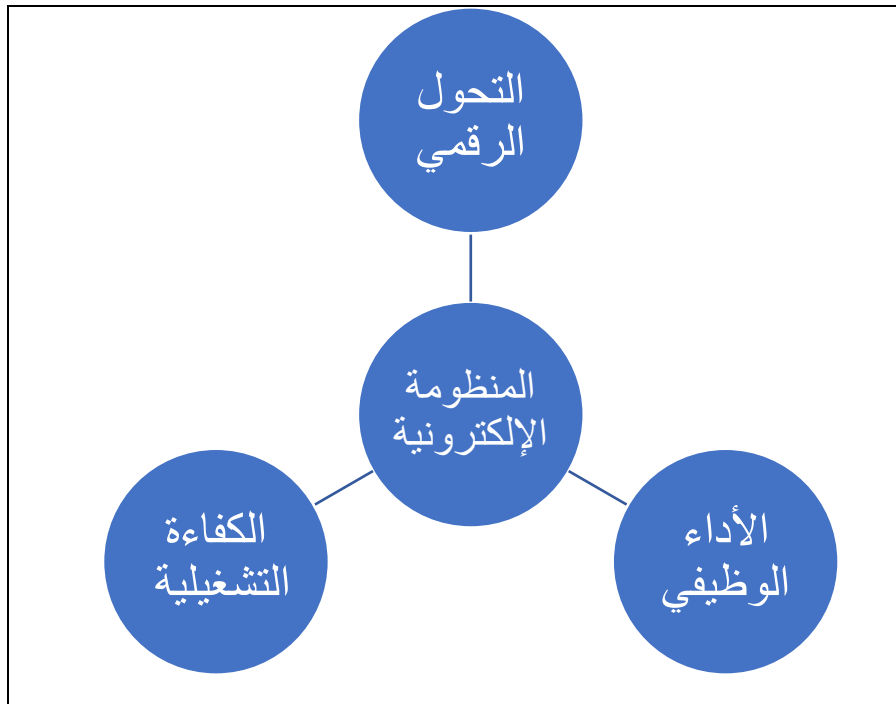 التحول
الرقمي
المنظومة
الإلكترونية
الأداء
الوظيفي
الكفاءة
التشغيلية